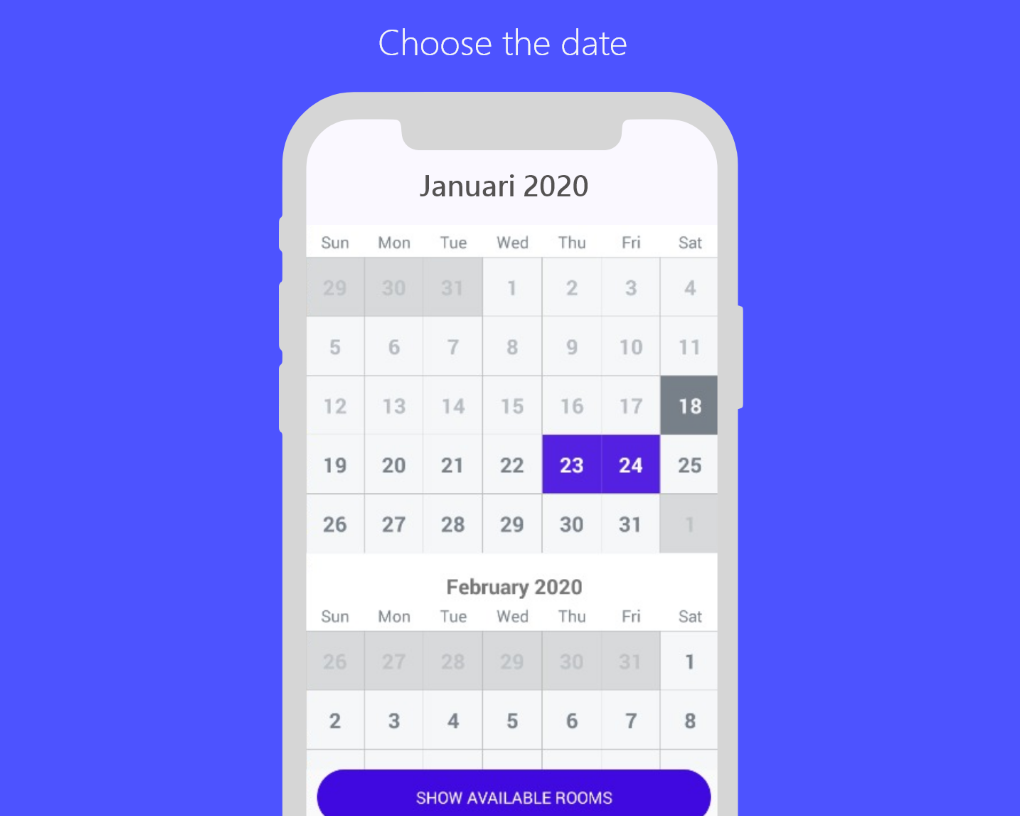 Choose the date
Januari 2020
Sun Mon Tue Wed Thu Fri Sat
29 30 31 1 2 3 4
5 6 7 8 9 10 11
12 13 14 15 16 17 18
19 20 21 22 23 24 25
26 27 28 29 30 31 1
February 2020
Sun Mon Tue Wed Thu Fri Sat
26 27 28 29 30 31 1
2 3 4 5 6 7 8
SHOW AVAILABLE ROOMS